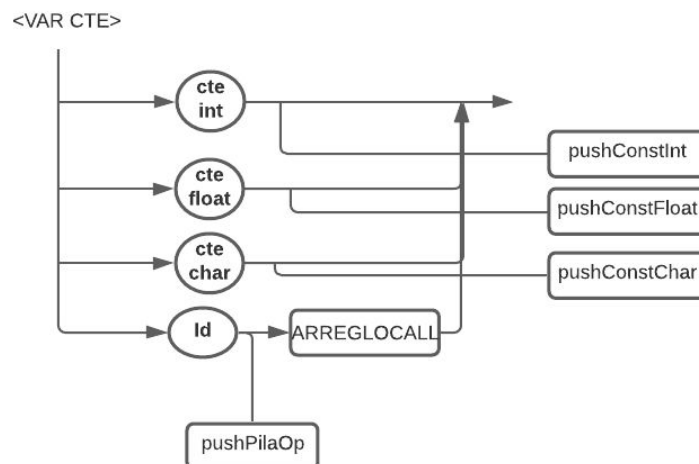 <VAR CTE>
cte
int
pushConstInt
cte
float
pushConstFloat
cte
char
pushConstChar
Id
ARREGLOCALL
pushPilaOp